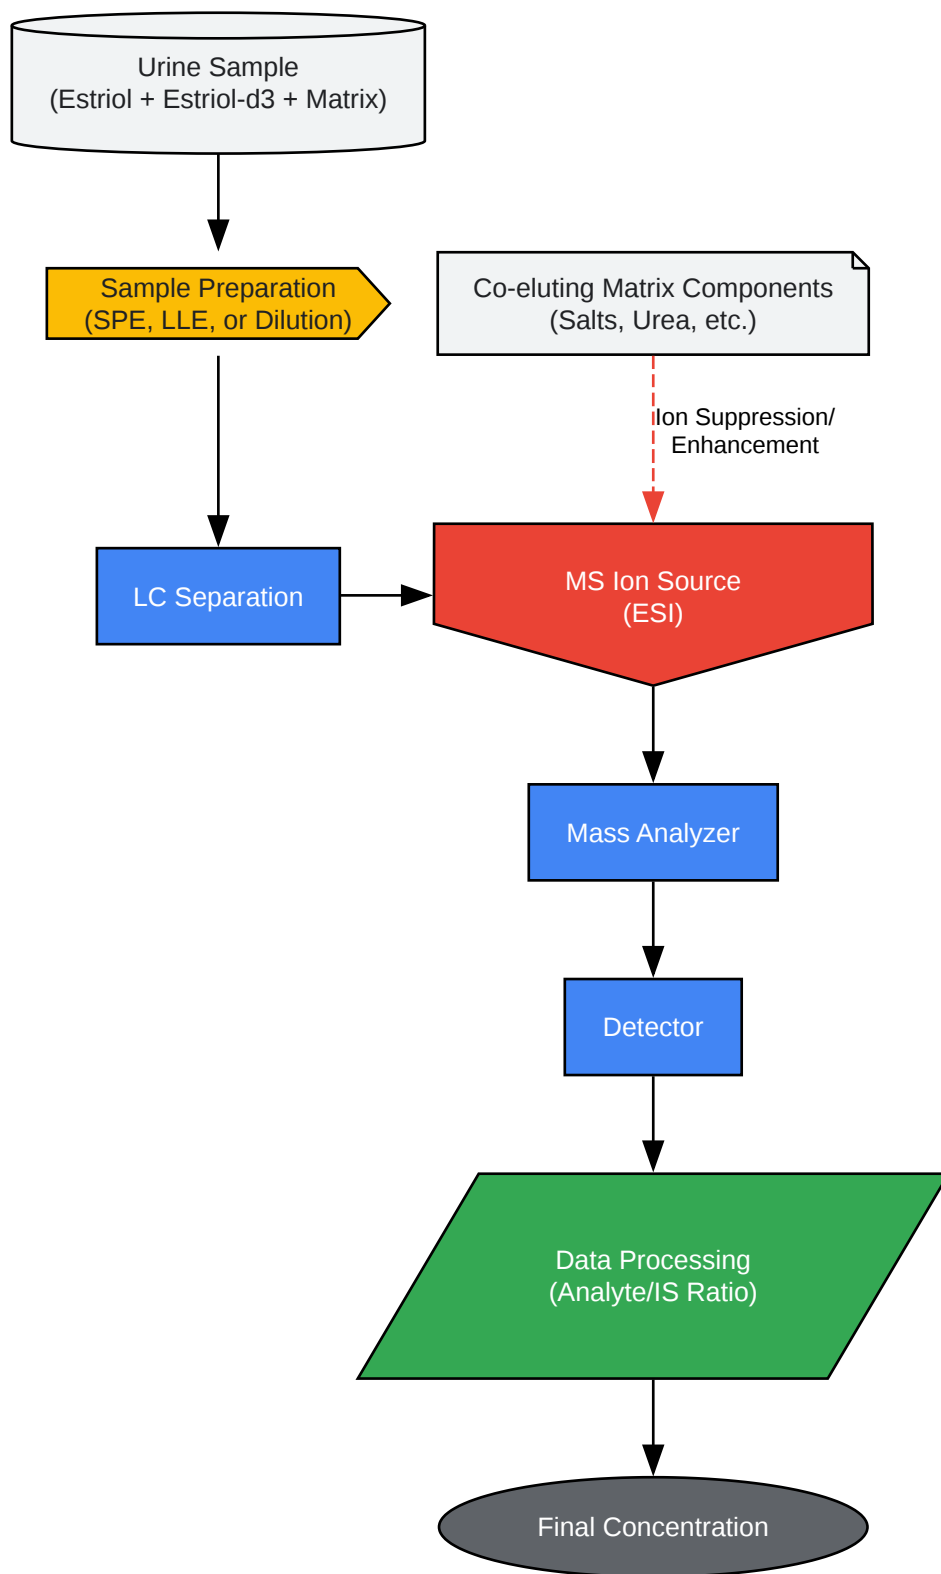 Urine Sample
(Estriol + Estriol-d3 + Matrix)
Sample Preparation
(SPE, LLE, or Dilution)
Co-eluting Matrix Components
(Salts, Urea, etc.)
Ion Suppression/
Enhancement
LC Separation
MS Ion Source
(ESI)
Mass Analyzer
Detector
Data Processing
(Analyte/IS Ratio)
Final Concentration